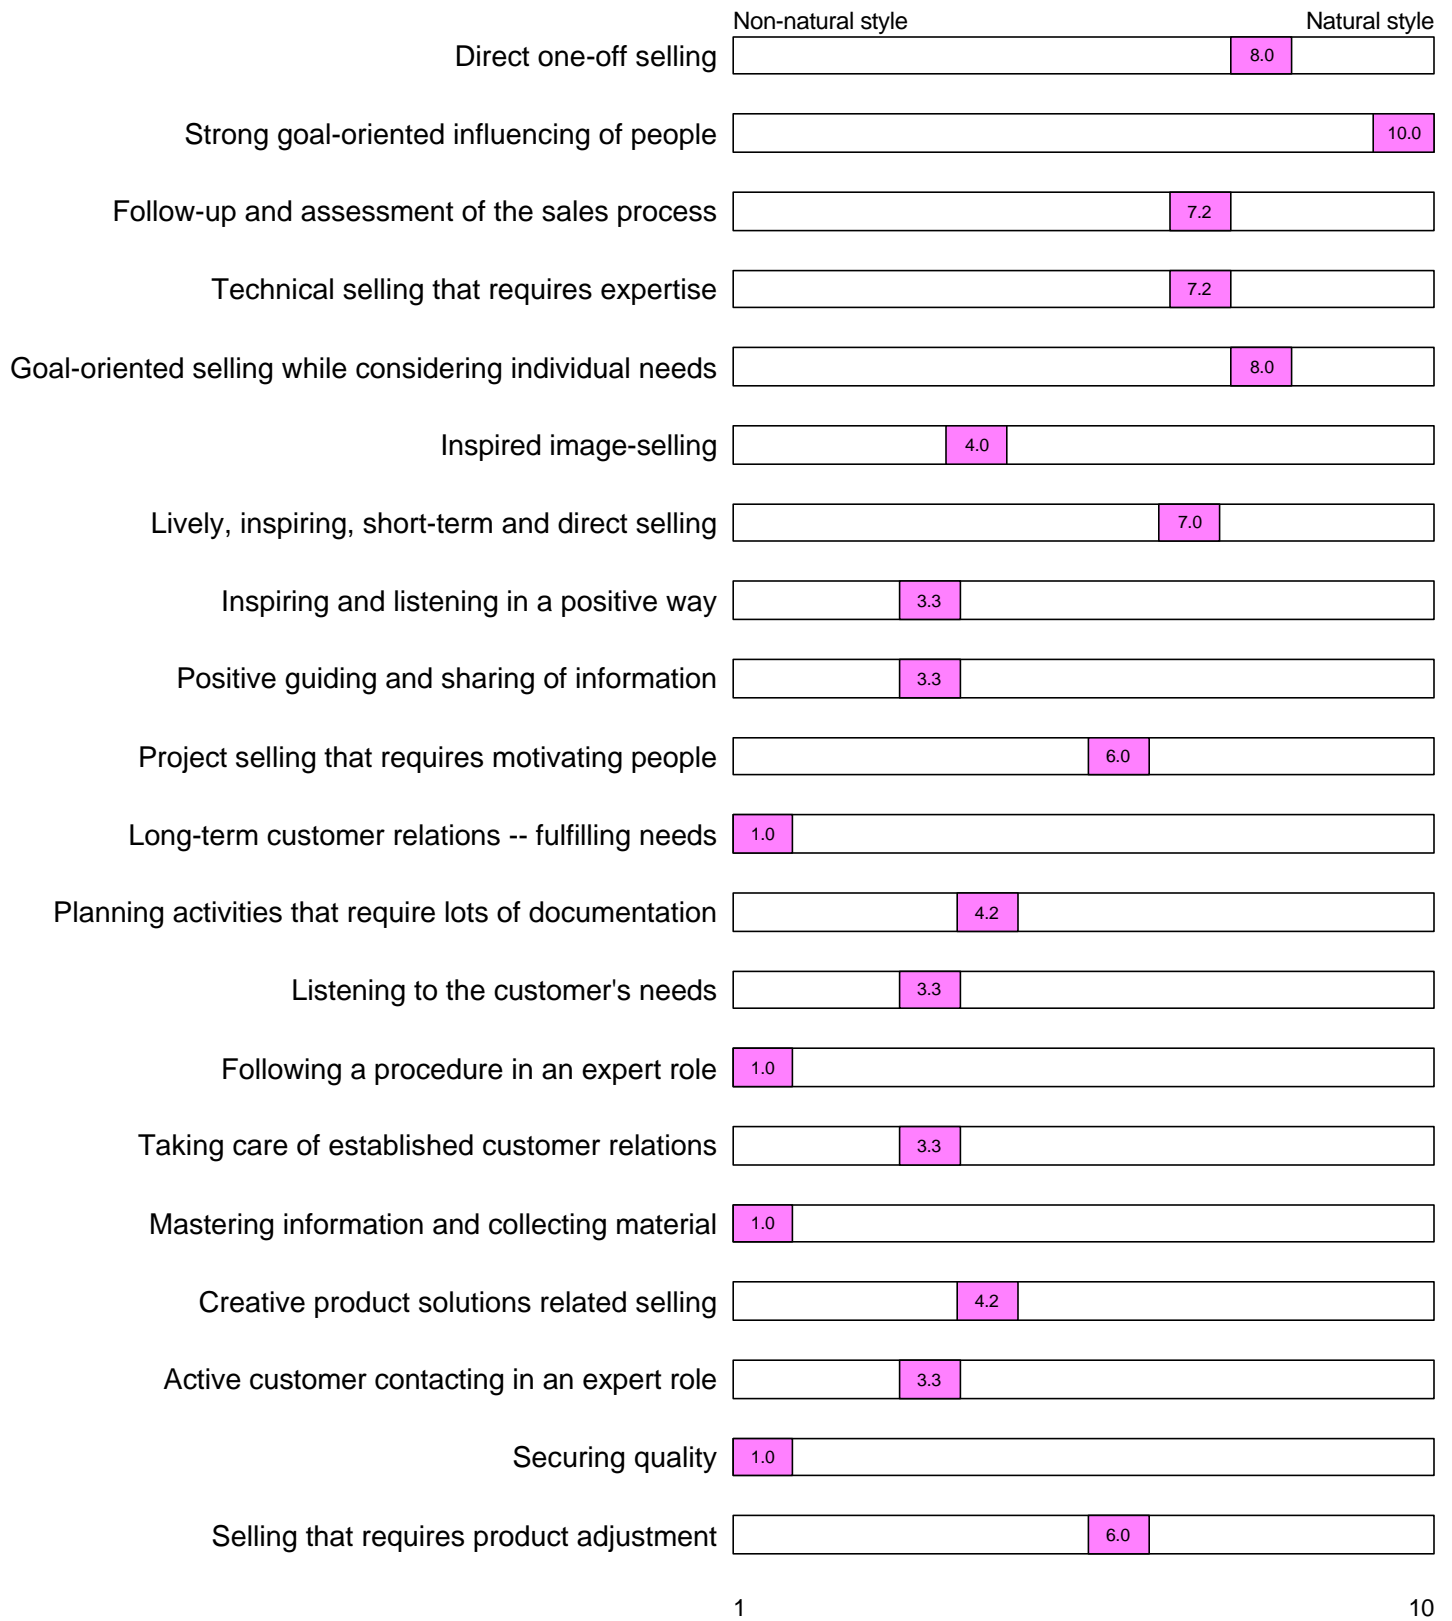 Non-natural style Natural style
Direct one-off selling 8.0
Strong goal-oriented influencing of people 10.0
Follow-up and assessment of the sales process 7.2
Technical selling that requires expertise 7.2
Goal-oriented selling while considering individual needs 8.0
Inspired image-selling 4.0
Lively, inspiring, short-term and direct selling 7.0
Inspiring and listening in a positive way 3.3
Positive guiding and sharing of information 3.3
Project selling that requires motivating people 6.0
Long-term customer relations -- fulfilling needs 1.0
Planning activities that require lots of documentation 4.2
Listening to the customer's needs 3.3
Following a procedure in an expert role 1.0
Taking care of established customer relations 3.3
Mastering information and collecting material 1.0
Creative product solutions related selling 4.2
Active customer contacting in an expert role 3.3
Securing quality 1.0
Selling that requires product adjustment 6.0
1 10